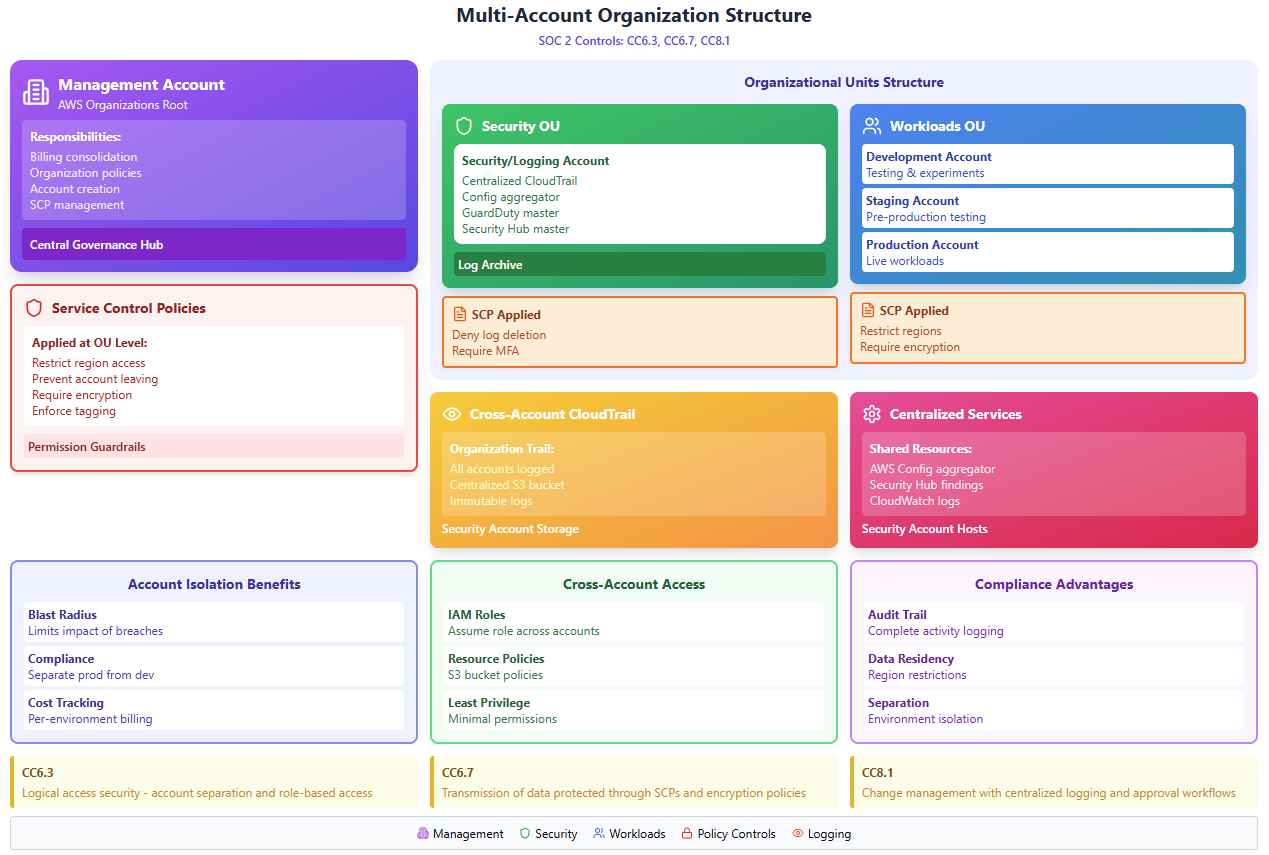 Multi-Account Organization Structure
SOC 2 Controls: CC6.3, CC6.7, CC8.1
Management Account
AWS Organizations Root
Responsibilities:
Billing consolidation
Organization policies
Account creation
SCP management
Central Governance Hub
Service Control Policies
Applied at OU Level:
Restrict region access
Prevent account leaving
Require encryption
Enforce tagging
Permission Guardrails
Organizational Units Structure
Security OU
Security/Logging Account
Centralized CloudTrail
Config aggregator
GuardDuty master
Security Hub master
Log Archive
SCP Applied
Deny log deletion
Require MFA
Workloads OU
Development Account
Testing & experiments
Staging Account
Pre-production testing
Production Account
Live workloads
SCP Applied
Restrict regions
Require encryption
Cross-Account CloudTrail
Organization Trail:
All accounts logged
Centralized S3 bucket
Immutable logs
Security Account Storage
Centralized Services
Shared Resources:
AWS Config aggregator
Security Hub findings
CloudWatch logs
Security Account Hosts
Account Isolation Benefits
Blast Radius
Limits impact of breaches
Compliance
Separate prod from dev
Cost Tracking
Per-environment billing
Cross-Account Access
IAM Roles
Assume role across accounts
Resource Policies
S3 bucket policies
Least Privilege
Minimal permissions
Compliance Advantages
Audit Trail
Complete activity logging
Data Residency
Region restrictions
Separation
Environment isolation
CC6.3
Logical access security - account separation and role-based access
CC6.7
Transmission of data protected through SCPs and encryption policies
CC8.1
Change management with centralized logging and approval workflows
Management
Security
Workloads
Policy Controls
Logging